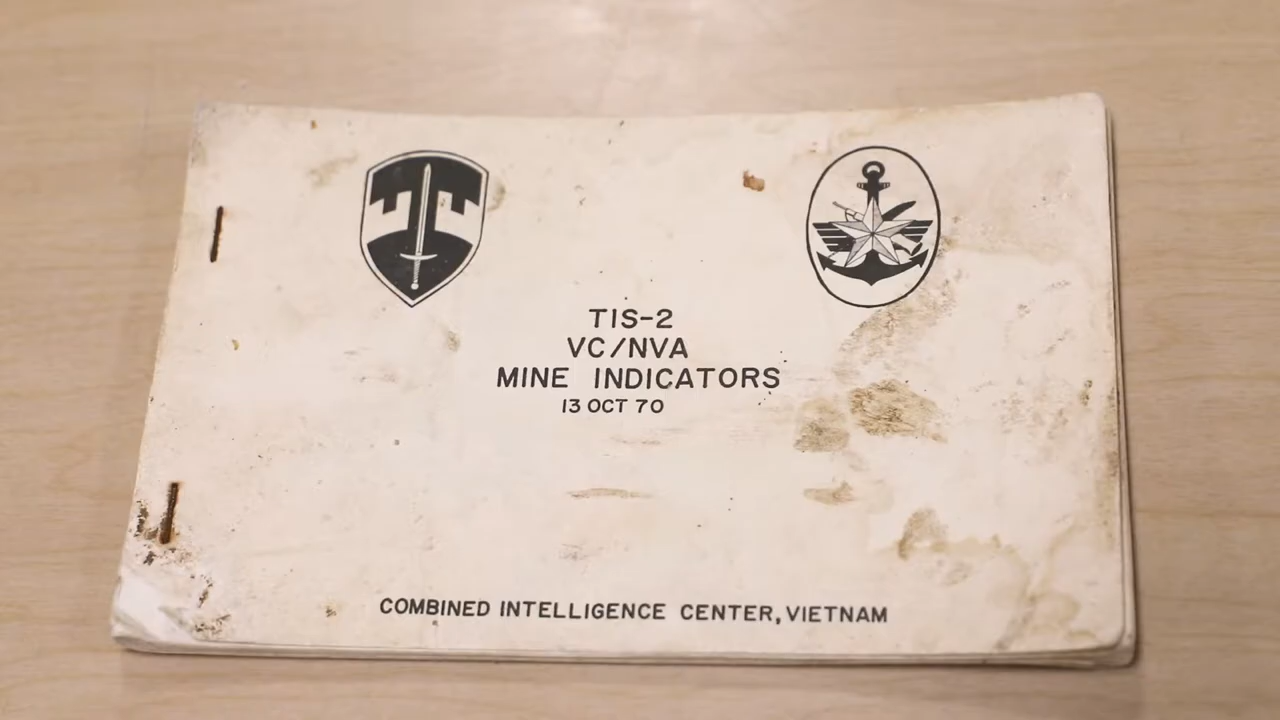 TIS-2
VC/NVA
MINE INDICATORS
13 OCT 70
COMBINED INTELLIGENCE CENTER, VIETNAM